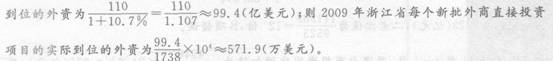 到位的外资为110/1+10.7%=110/1.107≈99.4(亿美元);则2009年浙江省每个新批外商直接投资
项目的实际到位的外资为99.4/1738×10⁴≈571.9(万美元)。